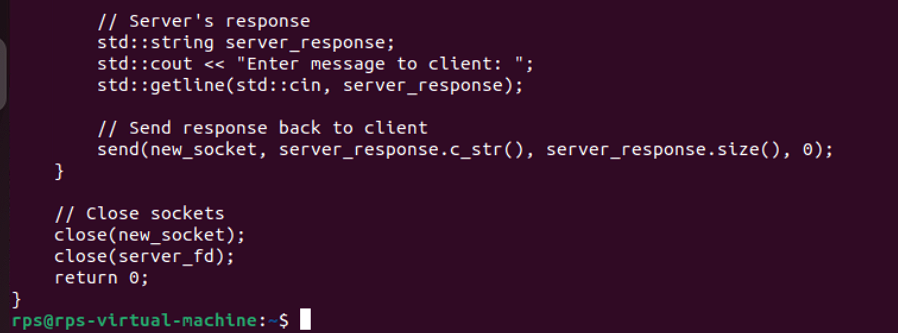 // Server's response
std::string server_response;
std::cout << "Enter message to client: ";
std::getline(std::cin, server_response);
// Send response back to client
send(new_socket, server_response.c_str(), server_response.size(), 0);
}
// Close sockets
close(new_socket);
close(server_fd);
return 0;
}
rps@rps-virtual-machine:~$